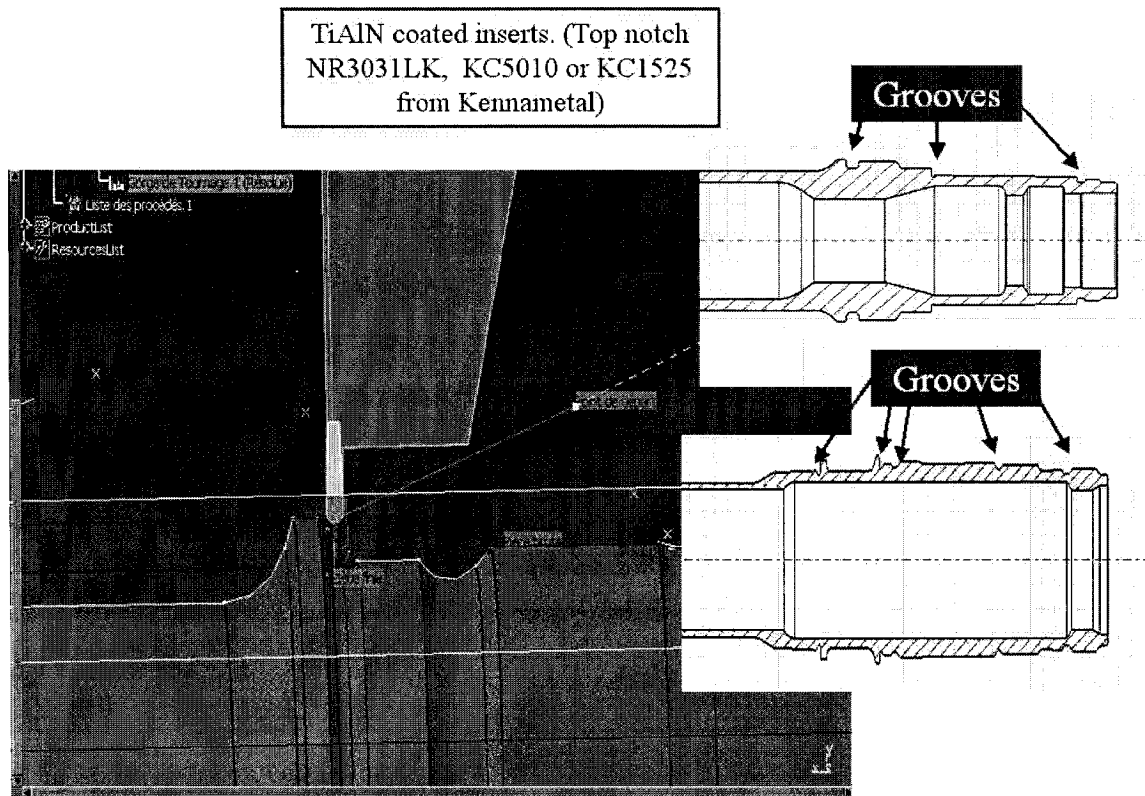 TiAlN coated inserts. (Top notch
NR3031LK, KC5010 or KC1525
from Kennametal)
Grooves
Liste des procédés. 1
ProductList
ResourcesList
Grooves